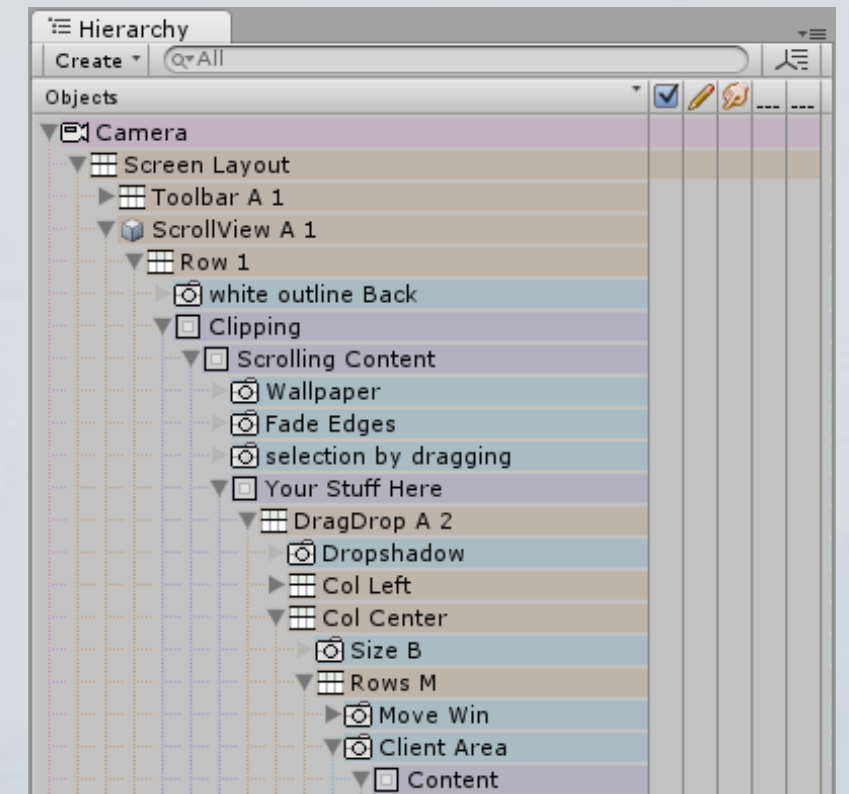 Hierarchy
Create All
Objects
Camera
Screen Layout
Toolbar A 1
ScrollView A 1
Row 1
white outline Back
Clipping
Scrolling Content
Wallpaper
Fade Edges
selection by dragging
Your Stuff Here
DragDrop A 2
Dropshadow
Col Left
Col Center
Size B
Rows M
Move Win
Client Area
Content